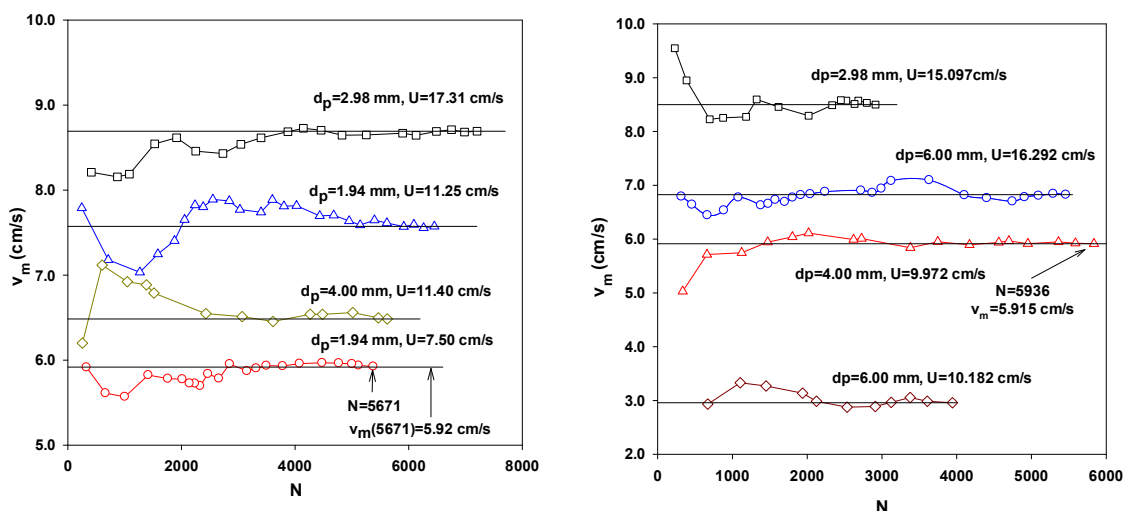 10.0
9.0
8.0
7.0
6.0
5.0
v_m (cm/s)
d_p=2.98 mm, U=17.31 cm/s
d_p=1.94 mm, U=11.25 cm/s
d_p=4.00 mm, U=11.40 cm/s
d_p=1.94 mm, U=7.50 cm/s
N=5671
v_m(5671)=5.92 cm/s
0 2000 4000 6000 8000
N
10.0
9.0
8.0
7.0
6.0
5.0
4.0
3.0
2.0
v_m (cm/s)
dp=2.98 mm, U=15.097cm/s
dp=6.00 mm, U=16.292 cm/s
dp=4.00 mm, U=9.972 cm/s
N=5936
v_m=5.915 cm/s
dp=6.00 mm, U=10.182 cm/s
0 1000 2000 3000 4000 5000 6000
N